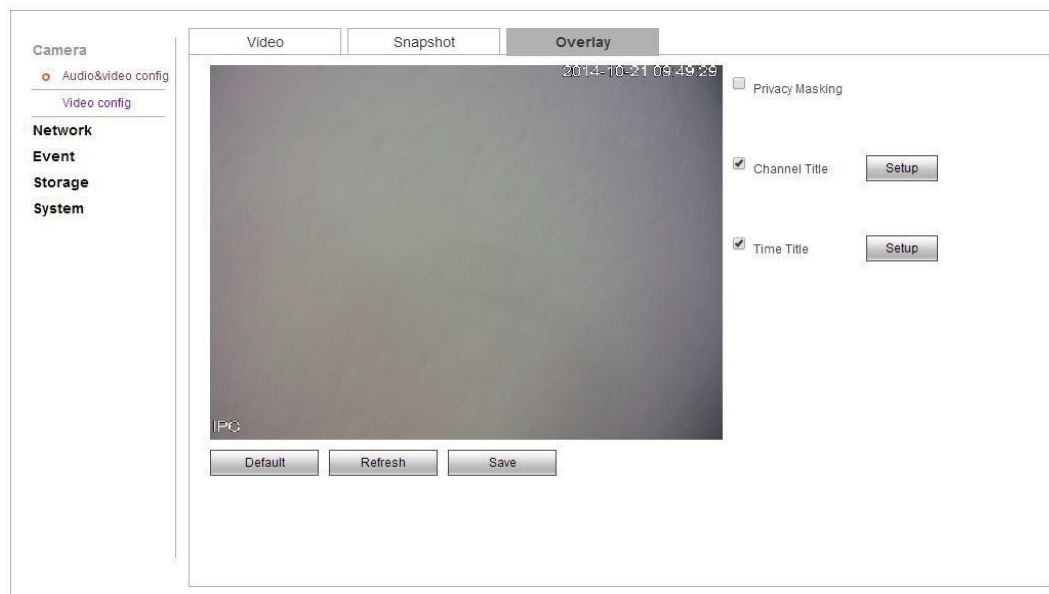 Camera
Audio&video config
Video config
Network
Event
Storage
System
Video
Snapshot
Overlay
2014-10-21 09:49:29
IPC
Privacy Masking
Channel Title
Setup
Time Title
Setup
Default
Refresh
Save